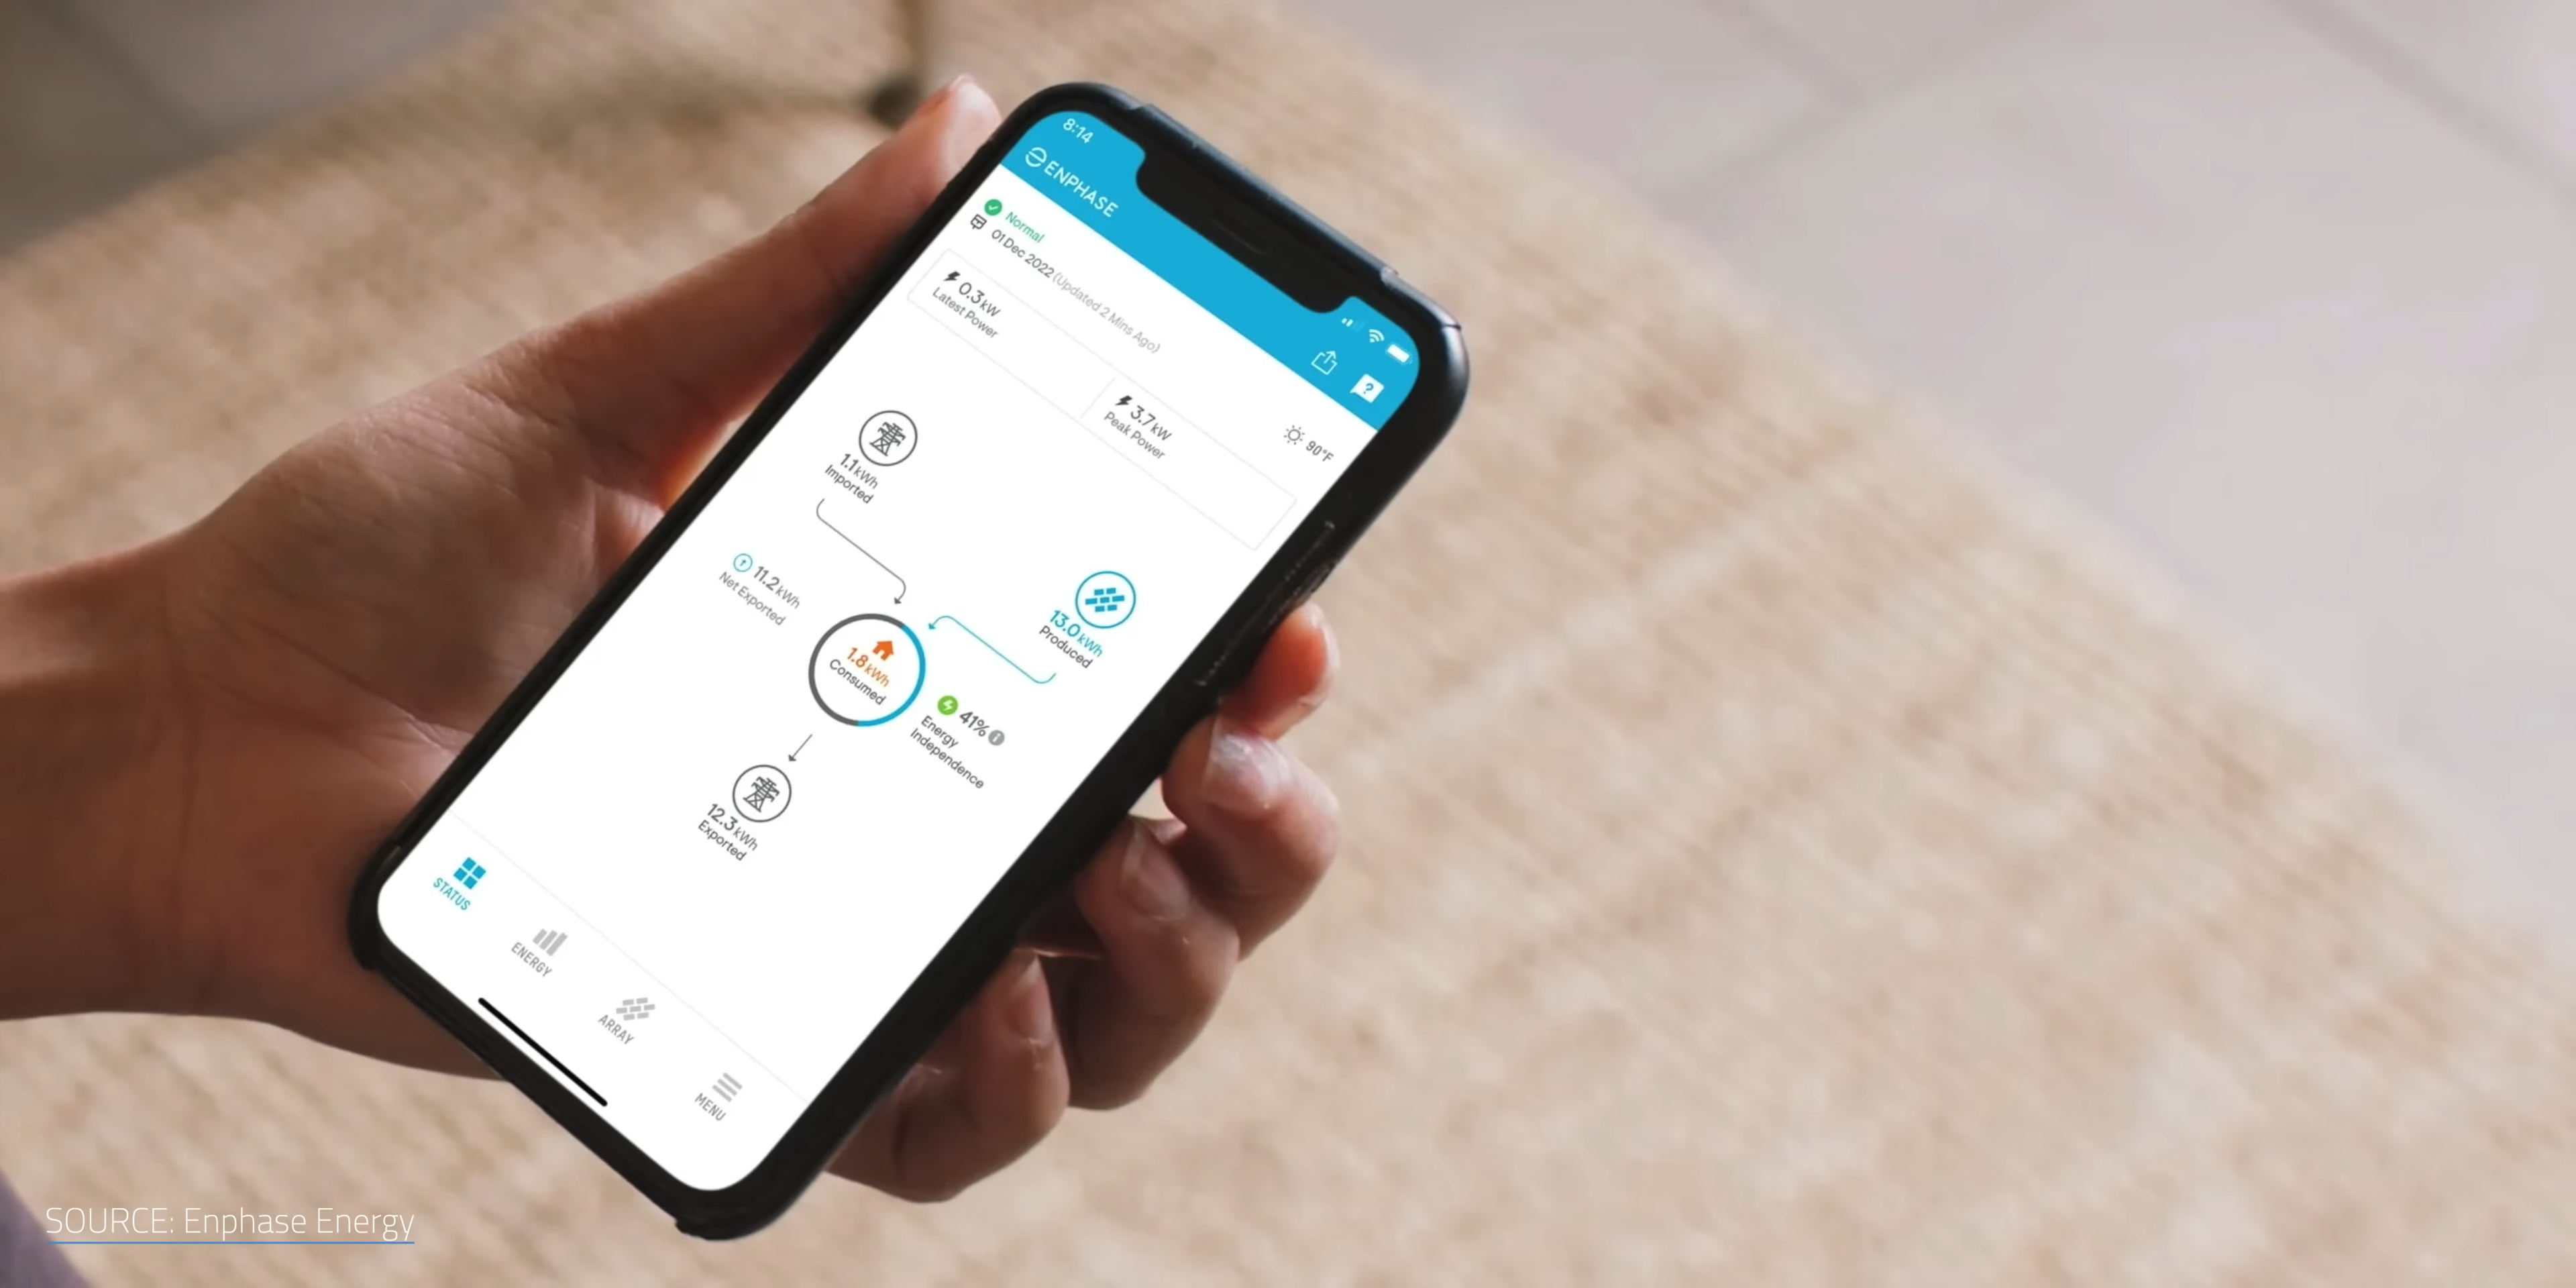 8:14
ENPHASE
Normal
01 Dec 2022 (Updated 2 Mins Ago)
90°F
0.3 kW
Latest Power
3.7 kW
Peak Power
1.1 kWh
Imported
13.0 kWh
Produced
11.2 kWh
Net Exported
1.8 kWh
Consumed
41%
Energy
Independence
12.3 kWh
Exported
STATUS
ENERGY
ARRAY
MENU
SOURCE: Enphase Energy